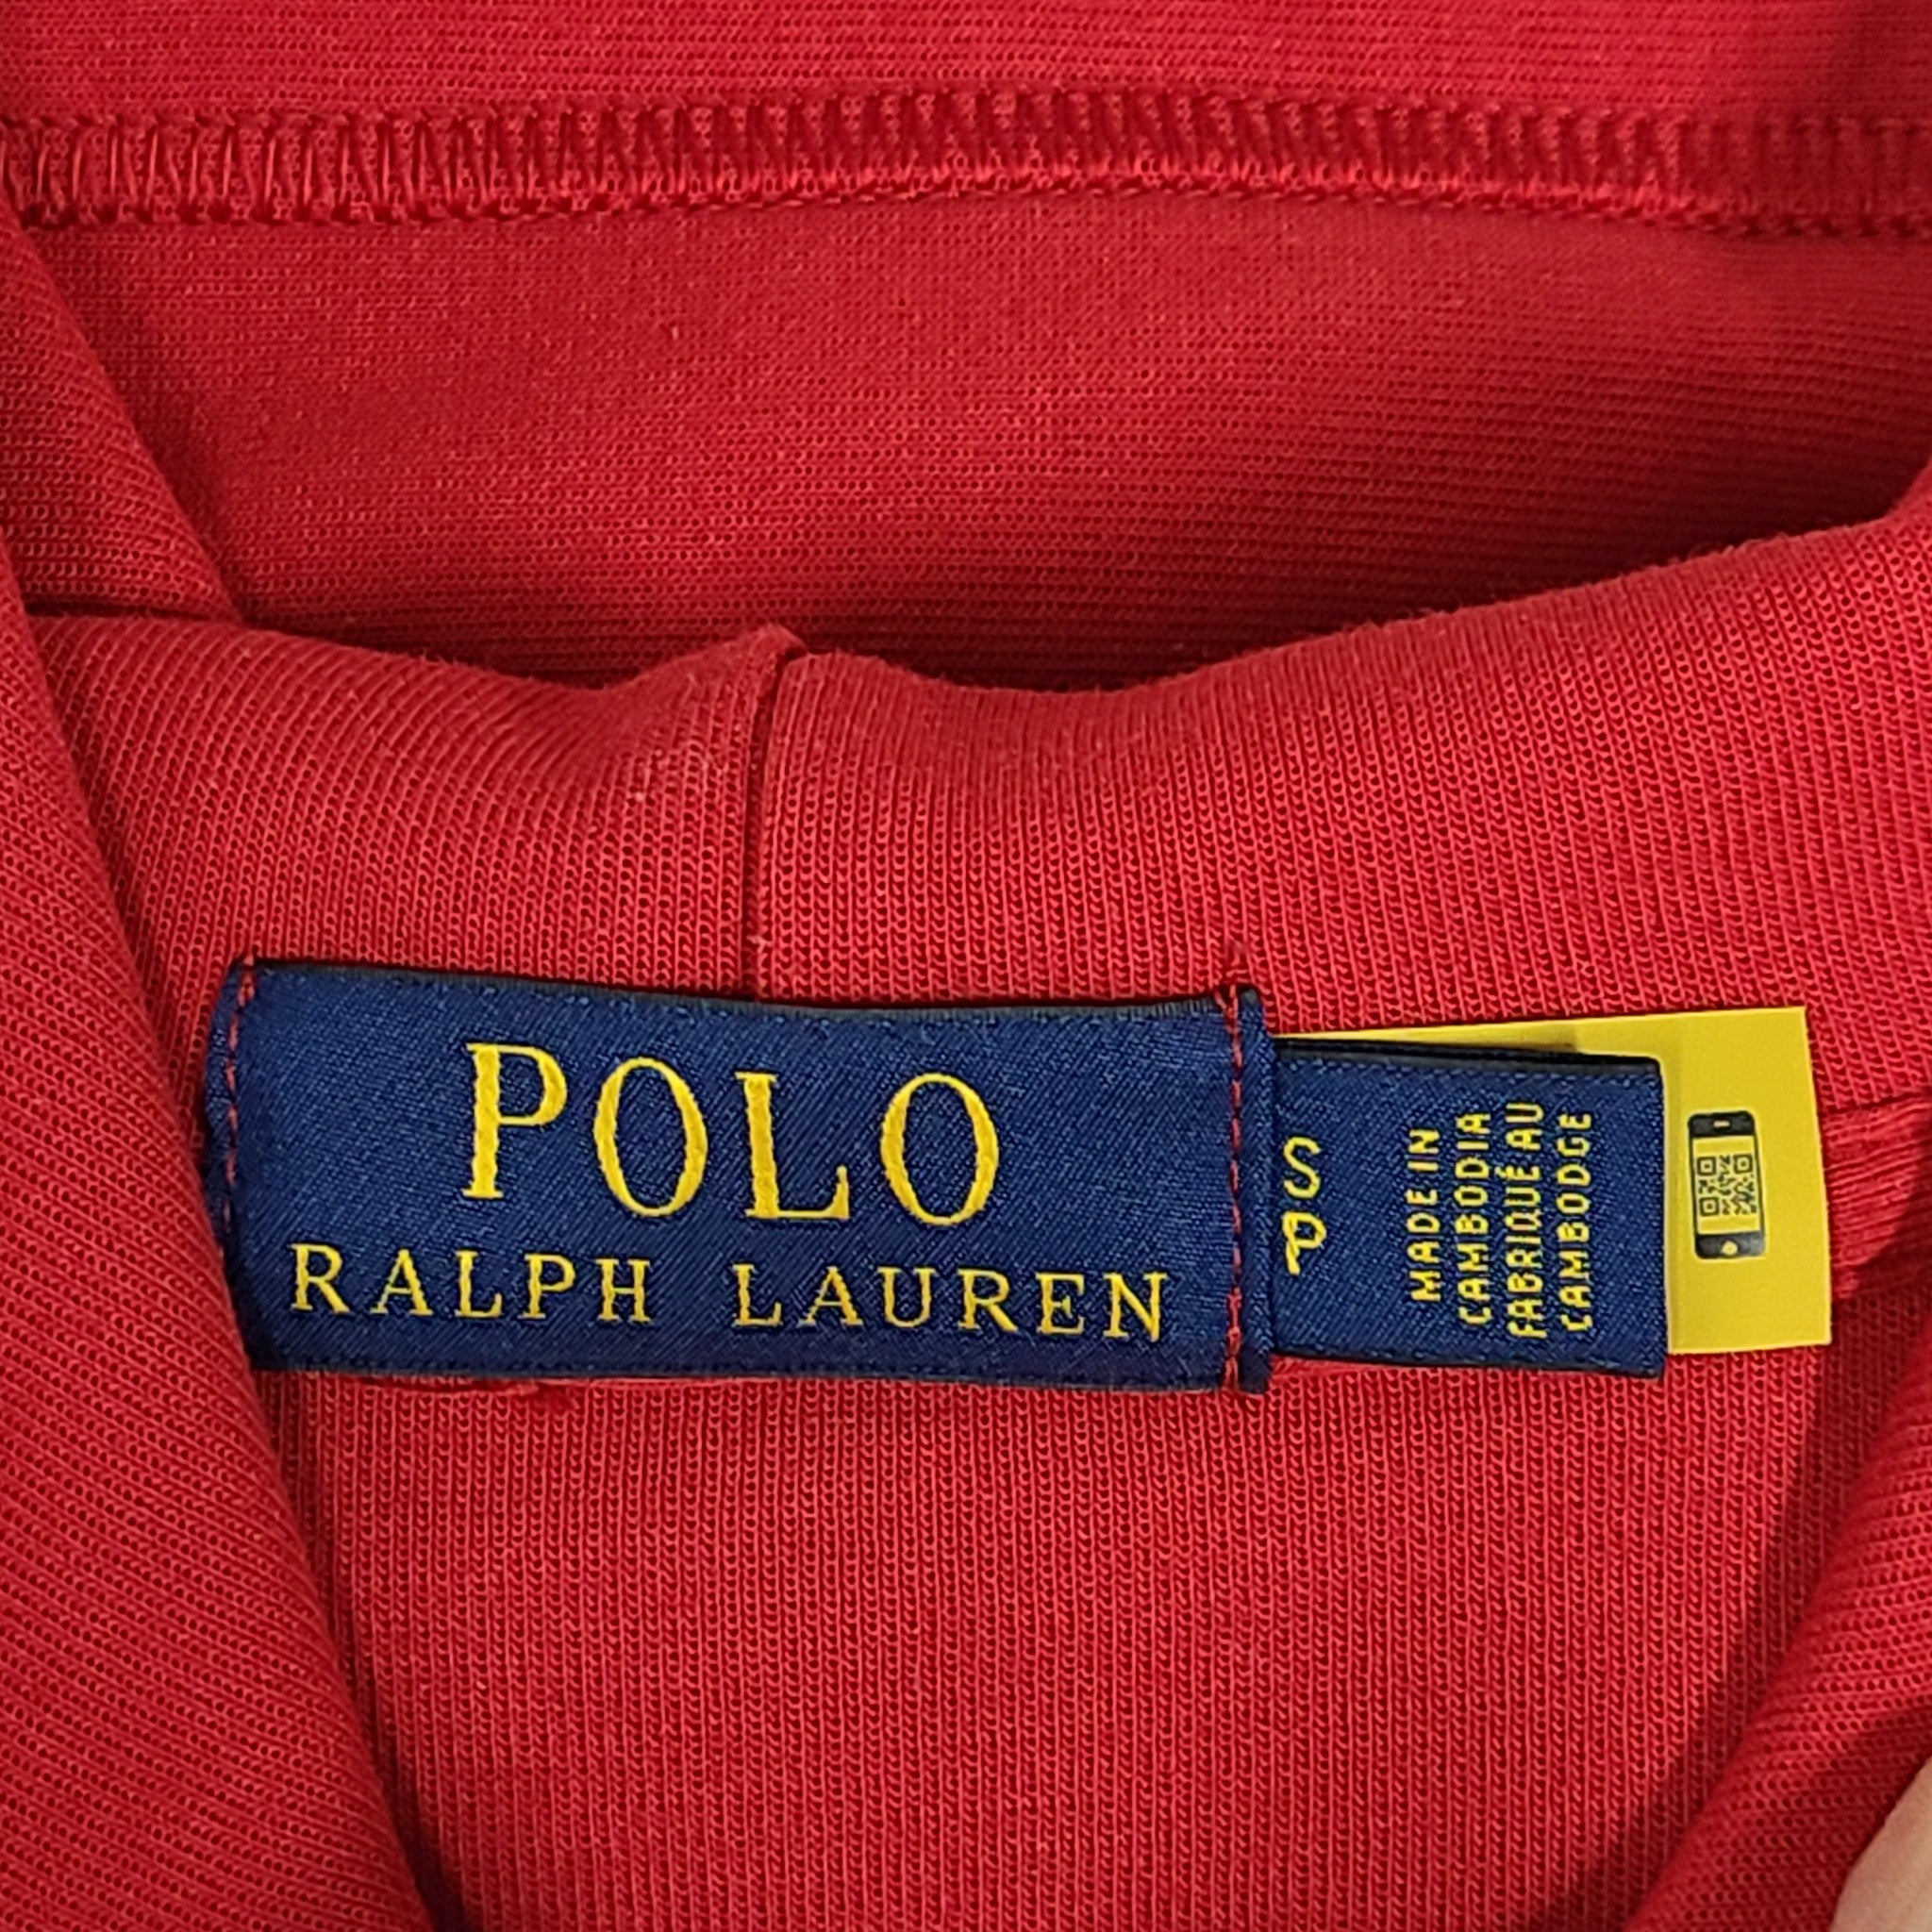 POLO
RALPH LAUREN
MADE IN
CAMBODIA
FABRIQUÉ AU
CAMBODGE